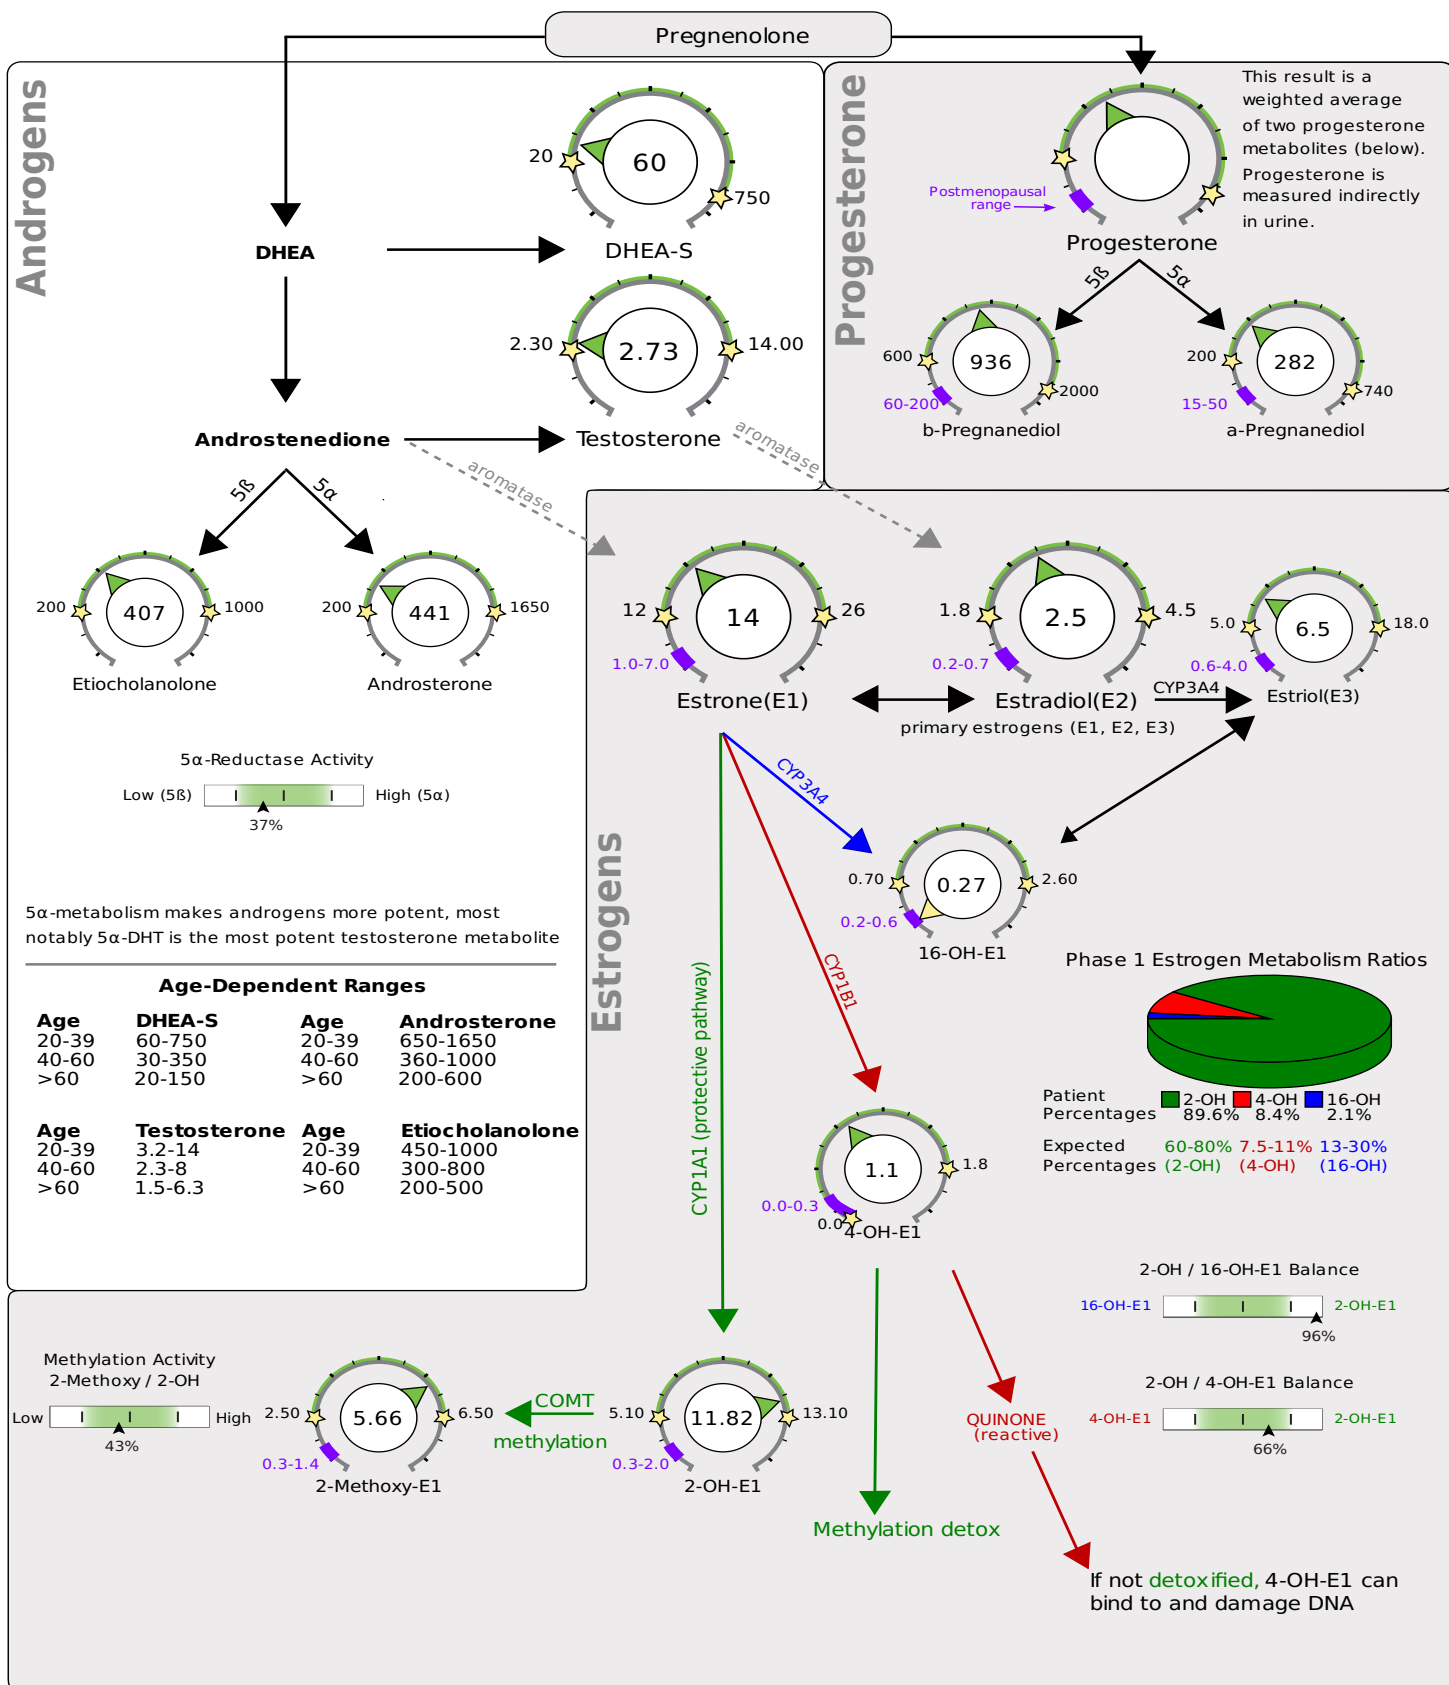 Pregnenolone
Androgens
20
60
750
DHEA-S
DHEA
2.30
2.73
14.00
Testosterone
Androstenedione
aromatase
aromatase
5ß
5α
200
407
1000
Etiocholanolone
200
441
1650
Androsterone
5α-Reductase Activity
Low (5ß)
High (5α)
37%
5α-metabolism makes androgens more potent, most
notably 5α-DHT is the most potent testosterone metabolite
Age-Dependent Ranges
Age DHEA-S Age Androsterone
20-39 60-750 20-39 650-1650
40-60 30-350 40-60 360-1000
>60 20-150 >60 200-600
Age Testosterone Age Etiocholanolone
20-39 3.2-14 20-39 450-1000
40-60 2.3-8 40-60 300-800
>60 1.5-6.3 >60 200-500
Progesterone
This result is a
weighted average
of two progesterone
metabolites (below).
Progesterone is
measured indirectly
in urine.
Postmenopausal
range
Progesterone
5ß
5α
600
936
2000
60-200
b-Pregnanediol
200
282
740
15-50
a-Pregnanediol
Estrogens
12
14
26
1.0-7.0
Estrone(E1)
1.8
2.5
4.5
0.2-0.7
Estradiol(E2)
CYP3A4
5.0
6.5
18.0
0.6-4.0
Estriol(E3)
primary estrogens (E1, E2, E3)
CYP3A4
0.70
0.27
2.60
0.2-0.6
16-OH-E1
CYP1B1
CYP1A1 (protective pathway)
Phase 1 Estrogen Metabolism Ratios
Patient
Percentages
2-OH 4-OH 16-OH
89.6% 8.4% 2.1%
Expected
Percentages
60-80% 7.5-11% 13-30%
(2-OH) (4-OH) (16-OH)
1.1
1.8
0.0-0.3
0.0
4-OH-E1
2-OH / 16-OH-E1 Balance
16-OH-E1
2-OH-E1
96%
2-OH / 4-OH-E1 Balance
4-OH-E1
2-OH-E1
66%
Methylation Activity
2-Methoxy / 2-OH
Low
High
43%
2.50
5.66
6.50
0.3-1.4
2-Methoxy-E1
COMT
methylation
5.10
11.82
13.10
0.3-2.0
2-OH-E1
QUINONE
(reactive)
Methylation detox
If not detoxified, 4-OH-E1 can
bind to and damage DNA